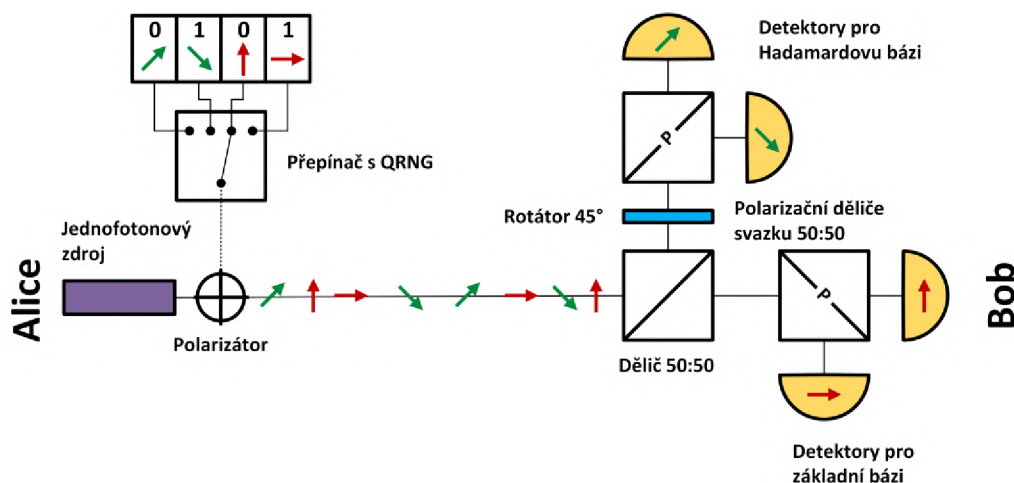 0 1 0 1
Přepínač s QRNG
Jednofotonový
zdroj
Alice
Polarizátor
Detektory pro
Hadamardovu bázi
P
Rotátor 45°
Polarizační děliče
svazku 50:50
P
Dělič 50:50
Bob
Detektory pro
základní bázi